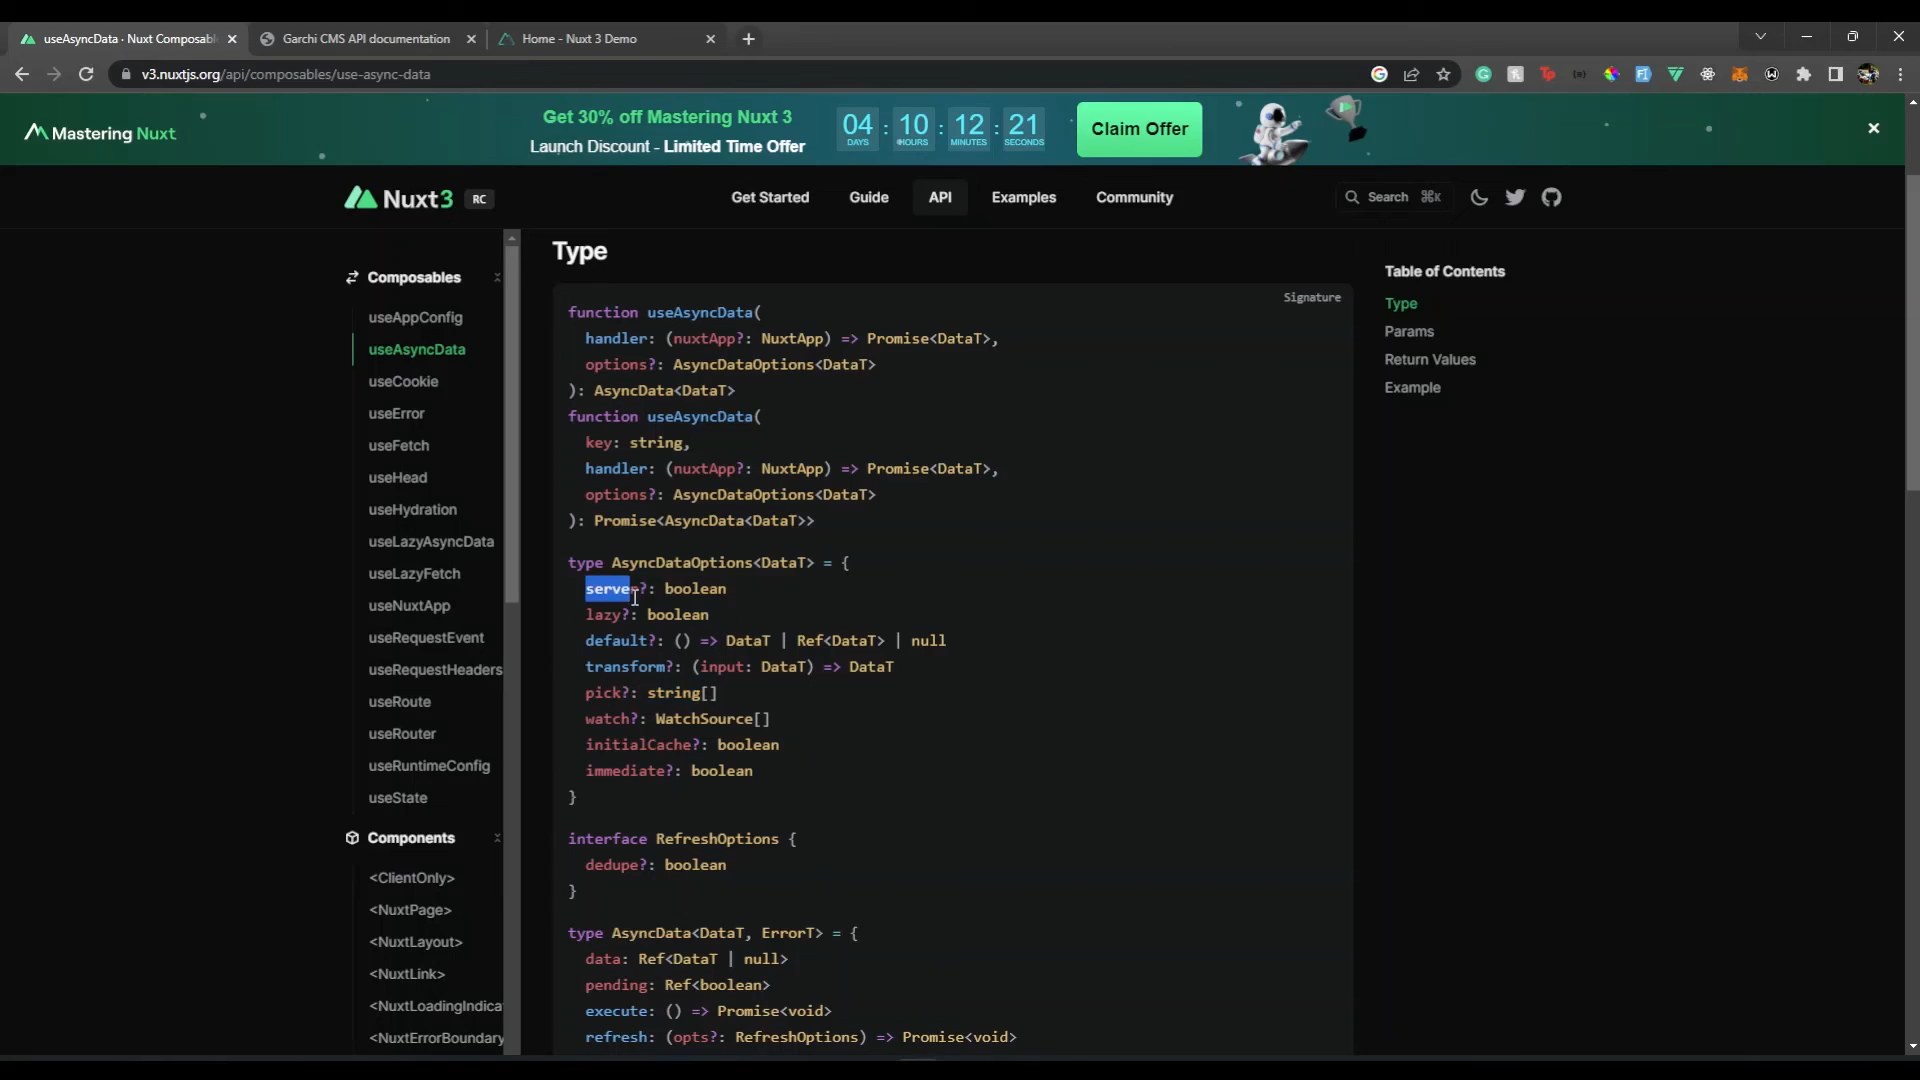 useAsyncData · Nuxt Composab
Garchi CMS API documentation
Home - Nuxt 3 Demo
v3.nuxtjs.org/api/composables/use-async-data
Mastering Nuxt
Get 30% off Mastering Nuxt 3
Launch Discount - Limited Time Offer
04 : 10 : 12 : 21
DAYS HOURS MINUTES SECONDS
Claim Offer
Nuxt3 RC
Get Started
Guide
API
Examples
Community
Search ⌘K
Composables
useAppConfig
useAsyncData
useCookie
useError
useFetch
useHead
useHydration
useLazyAsyncData
useLazyFetch
useNuxtApp
useRequestEvent
useRequestHeaders
useRoute
useRouter
useRuntimeConfig
useState
Components
<ClientOnly>
<NuxtPage>
<NuxtLayout>
<NuxtLink>
<NuxtLoadingIndica
<NuxtErrorBoundary
Type
Signature
function useAsyncData(
handler: (nuxtApp?: NuxtApp) => Promise<DataT>,
options?: AsyncDataOptions<DataT>
): AsyncData<DataT>
function useAsyncData(
key: string,
handler: (nuxtApp?: NuxtApp) => Promise<DataT>,
options?: AsyncDataOptions<DataT>
): Promise<AsyncData<DataT>>
type AsyncDataOptions<DataT> = {
server?: boolean
lazy?: boolean
default?: () => DataT | Ref<DataT> | null
transform?: (input: DataT) => DataT
pick?: string[]
watch?: WatchSource[]
initialCache?: boolean
immediate?: boolean
}
interface RefreshOptions {
dedupe?: boolean
}
type AsyncData<DataT, ErrorT> = {
data: Ref<DataT | null>
pending: Ref<boolean>
execute: () => Promise<void>
refresh: (opts?: RefreshOptions) => Promise<void>
Table of Contents
Type
Params
Return Values
Example